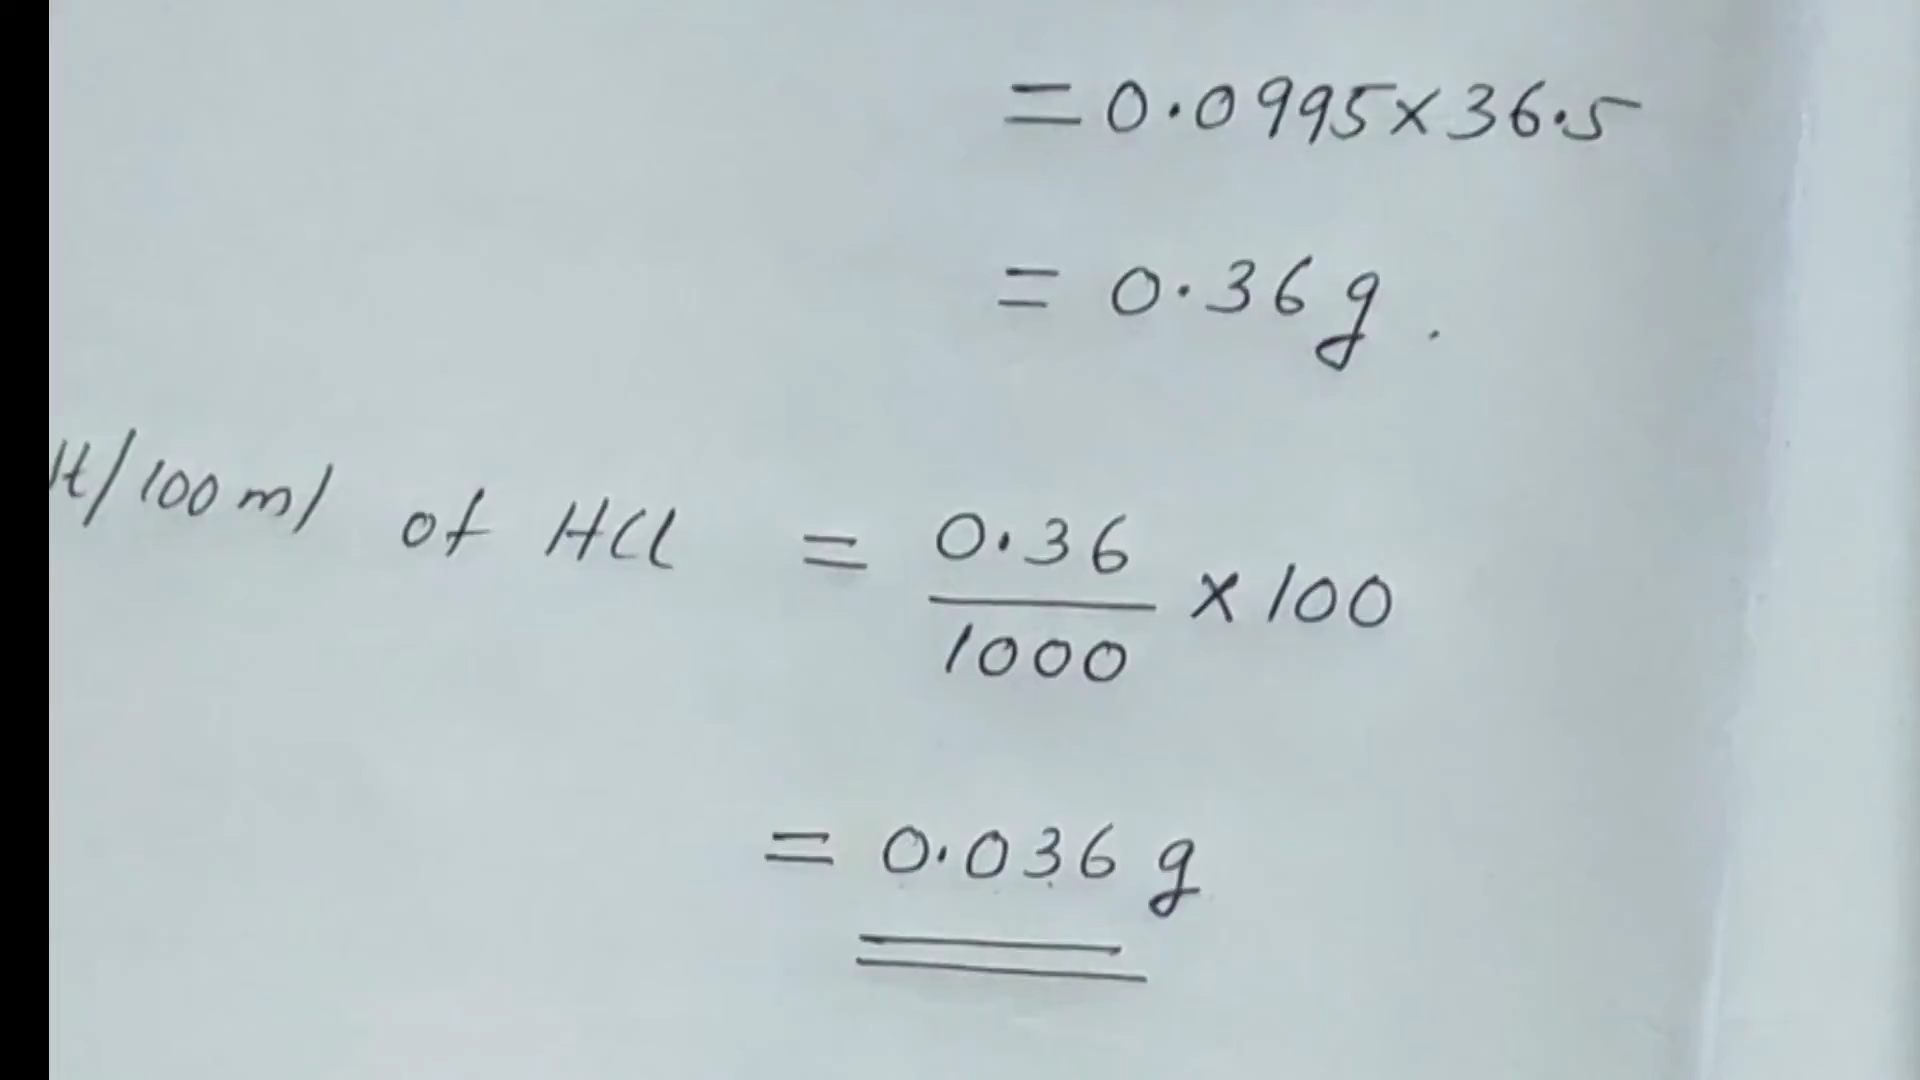 = 0.0995 × 36.5
= 0.36 g.
/100 ml of HCl = 0.36/1000 × 100
= 0.036 g